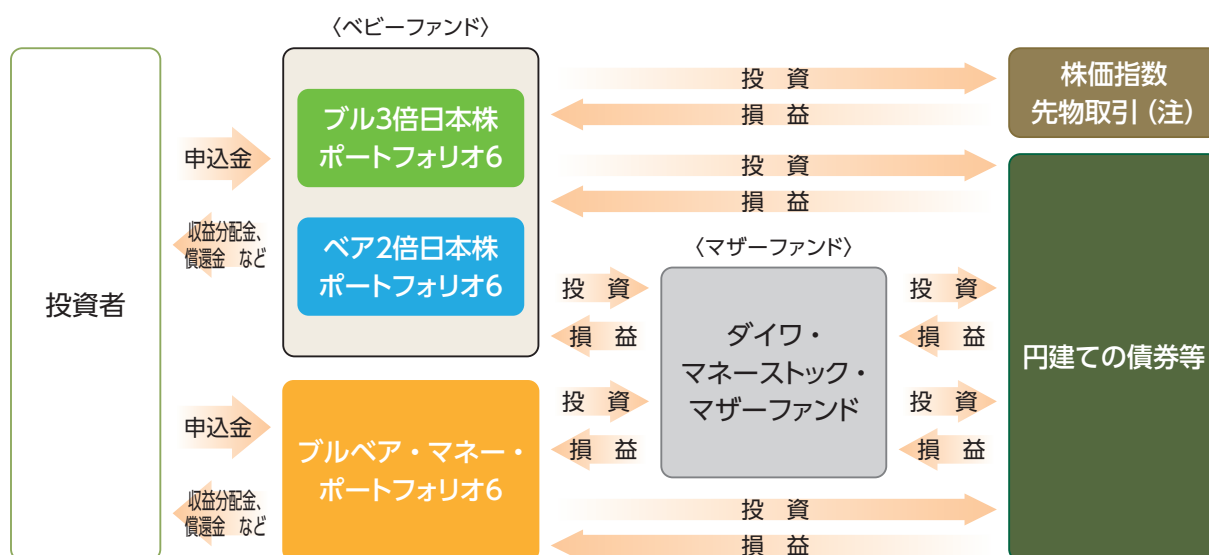 〈ベビーファンド〉
投資者
申込金
収益分配金、
償還金 など
ブル3倍日本株
ポートフォリオ6
ベア2倍日本株
ポートフォリオ6
投 資
損 益
投 資
損 益
株価指数
先物取引（注）
〈マザーファンド〉
投 資
損 益
ダイワ・
マネーストック・
マザーファンド
投 資
損 益
円建ての債券等
申込金
収益分配金、
償還金 など
ブルベア・マネー・
ポートフォリオ6
投 資
損 益
投 資
損 益
投 資
損 益